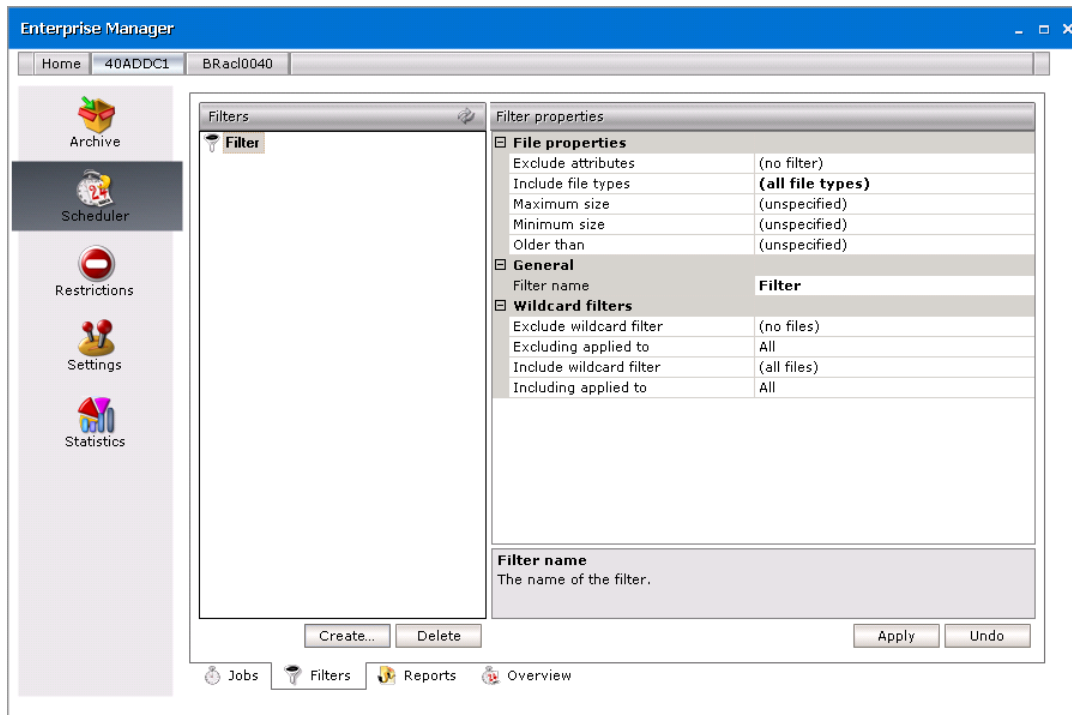 Enterprise Manager
Home 40ADDC1 BRacl0040
Archive
Scheduler
Restrictions
Settings
Statistics
Filters
Filter
Filter properties
File properties
Exclude attributes (no filter)
Include file types (all file types)
Maximum size (unspecified)
Minimum size (unspecified)
Older than (unspecified)
General
Filter name Filter
Wildcard filters
Exclude wildcard filter (no files)
Excluding applied to All
Include wildcard filter (all files)
Including applied to All
Filter name
The name of the filter.
Create... Delete Apply Undo
Jobs Filters Reports Overview